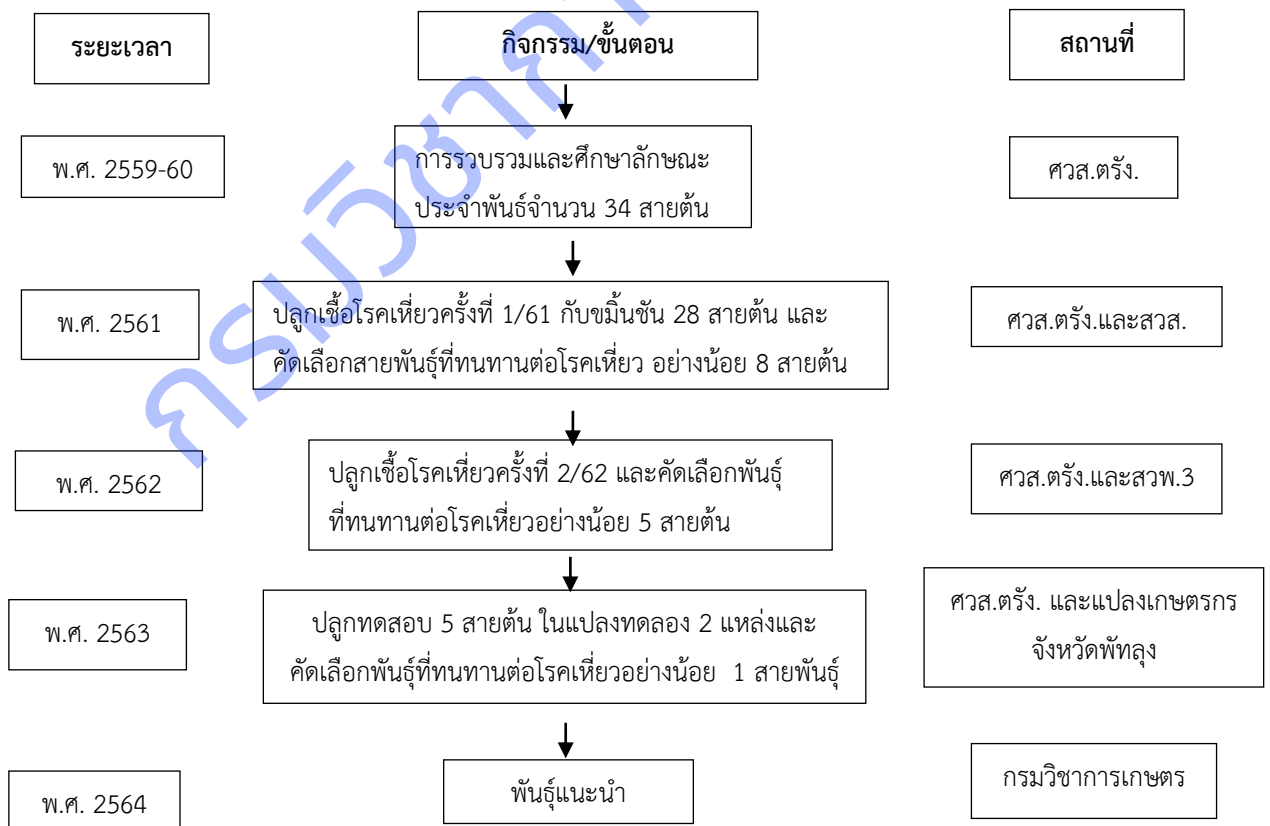 ระยะเวลา
กิจกรรม/ขั้นตอน
สถานที่
พ.ศ. 2559-60
การรวบรวมและศึกษาลักษณะ
ประจำพันธ์จำนวน 34 สายต้น
ศวส.ตรัง.
พ.ศ. 2561
ปลูกเชื้อโรคเหี่ยวครั้งที่ 1/61 กับขมิ้นชัน 28 สายต้น และ
คัดเลือกสายพันธุ์ที่ทนทานต่อโรคเหี่ยว อย่างน้อย 8 สายต้น
ศวส.ตรัง.และสวส.
พ.ศ. 2562
ปลูกเชื้อโรคเหี่ยวครั้งที่ 2/62 และคัดเลือกพันธุ์
ที่ทนทานต่อโรคเหี่ยวอย่างน้อย 5 สายต้น
ศวส.ตรัง.และสวพ.3
พ.ศ. 2563
ปลูกทดสอบ 5 สายต้น ในแปลงทดลอง 2 แหล่งและ
คัดเลือกพันธุ์ที่ทนทานต่อโรคเหี่ยวอย่างน้อย 1 สายพันธุ์
ศวส.ตรัง. และแปลงเกษตรกร
จังหวัดพัทลุง
พ.ศ. 2564
พันธุ์แนะนำ
กรมวิชาการเกษตร
กรมวิชาก